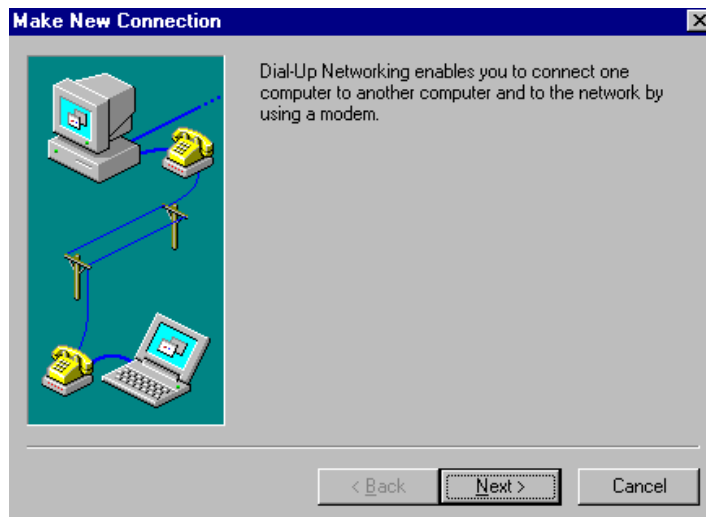 Make New Connection
Dial-Up Networking enables you to connect one
computer to another computer and to the network by
using a modem.
< Back
Next >
Cancel